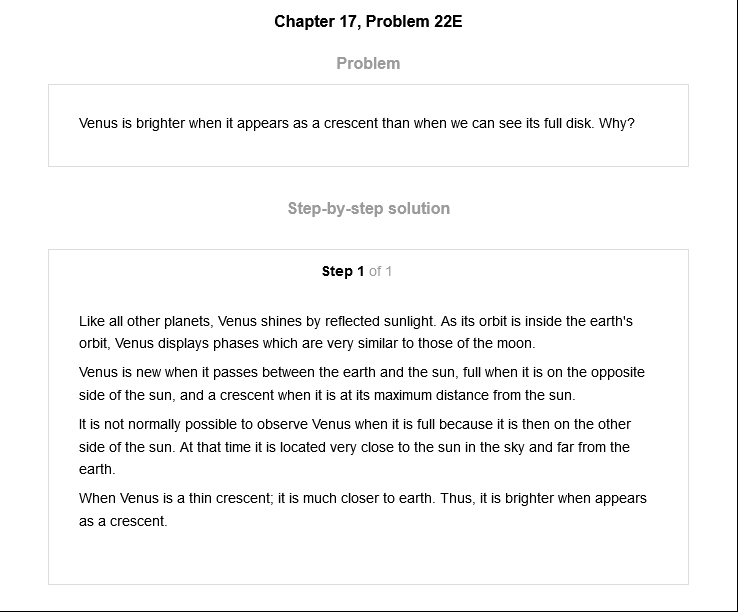 Chapter 17, Problem 22E
Problem
Venus is brighter when it appears as a crescent than when we can see its full disk. Why?
Step-by-step solution
Step 1 of 1
Like all other planets, Venus shines by reflected sunlight. As its orbit is inside the earth's
orbit, Venus displays phases which are very similar to those of the moon.
Venus is new when it passes between the earth and the sun, full when it is on the opposite
side of the sun, and a crescent when it is at its maximum distance from the sun.
It is not normally possible to observe Venus when it is full because it is then on the other
side of the sun. At that time it is located very close to the sun in the sky and far from the
earth.
When Venus is a thin crescent; it is much closer to earth. Thus, it is brighter when appears
as a crescent.